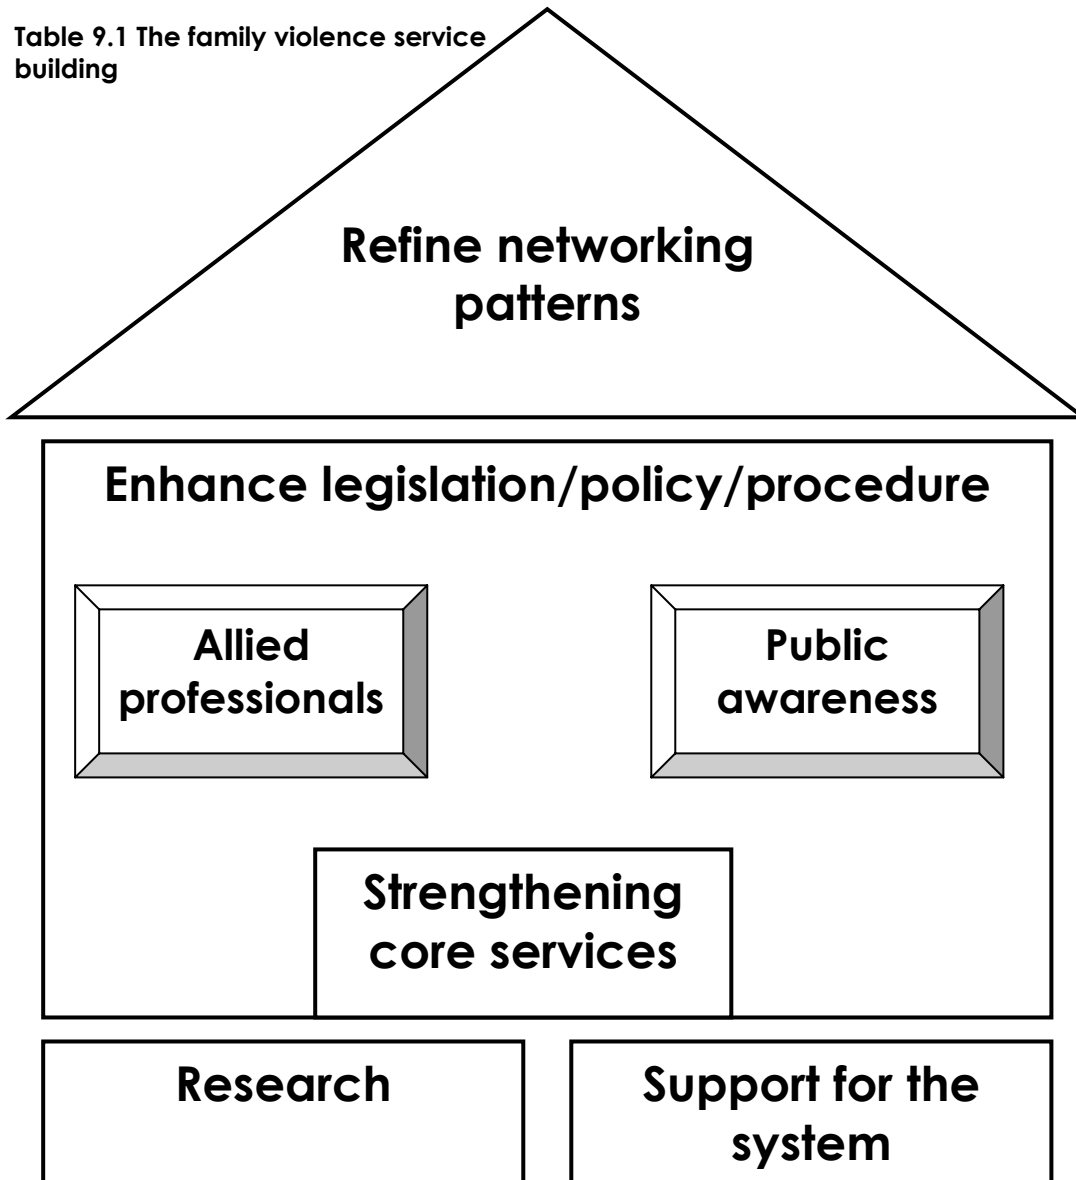 Table 9.1 The family violence service
building
Refine networking
patterns
Enhance legislation/policy/procedure
Allied
professionals
Public
awareness
Strengthening
core services
Research
Support for the
system